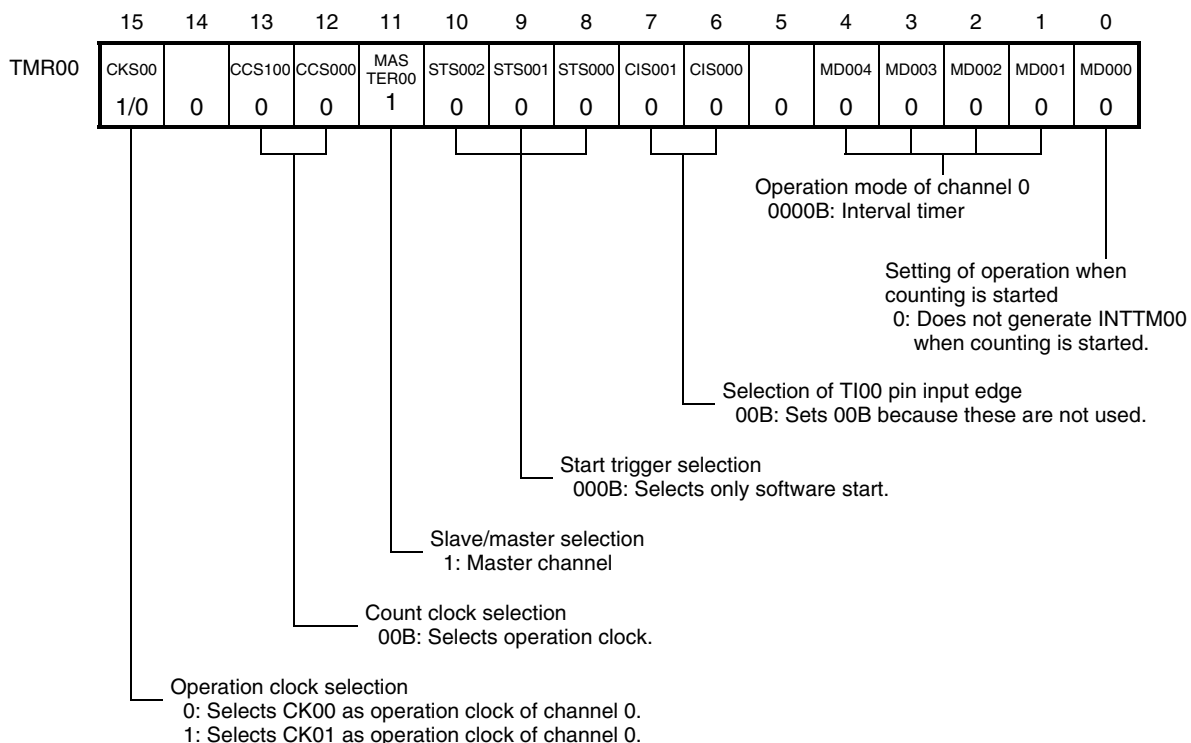 15 14 13 12 11 10 9 8 7 6 5 4 3 2 1 0
TMR00 CKS00 CCS100 CCS000 MAS TER00 STS002 STS001 STS000 CIS001 CIS000 MD004 MD003 MD002 MD001 MD000
1/0 0 0 0 1 0 0 0 0 0 0 0 0 0 0 0
Operation mode of channel 0
0000B: Interval timer
Setting of operation when
counting is started
0: Does not generate INTTM00
when counting is started.
Selection of TI00 pin input edge
00B: Sets 00B because these are not used.
Start trigger selection
000B: Selects only software start.
Slave/master selection
1: Master channel
Count clock selection
00B: Selects operation clock.
Operation clock selection
0: Selects CK00 as operation clock of channel 0.
1: Selects CK01 as operation clock of channel 0.